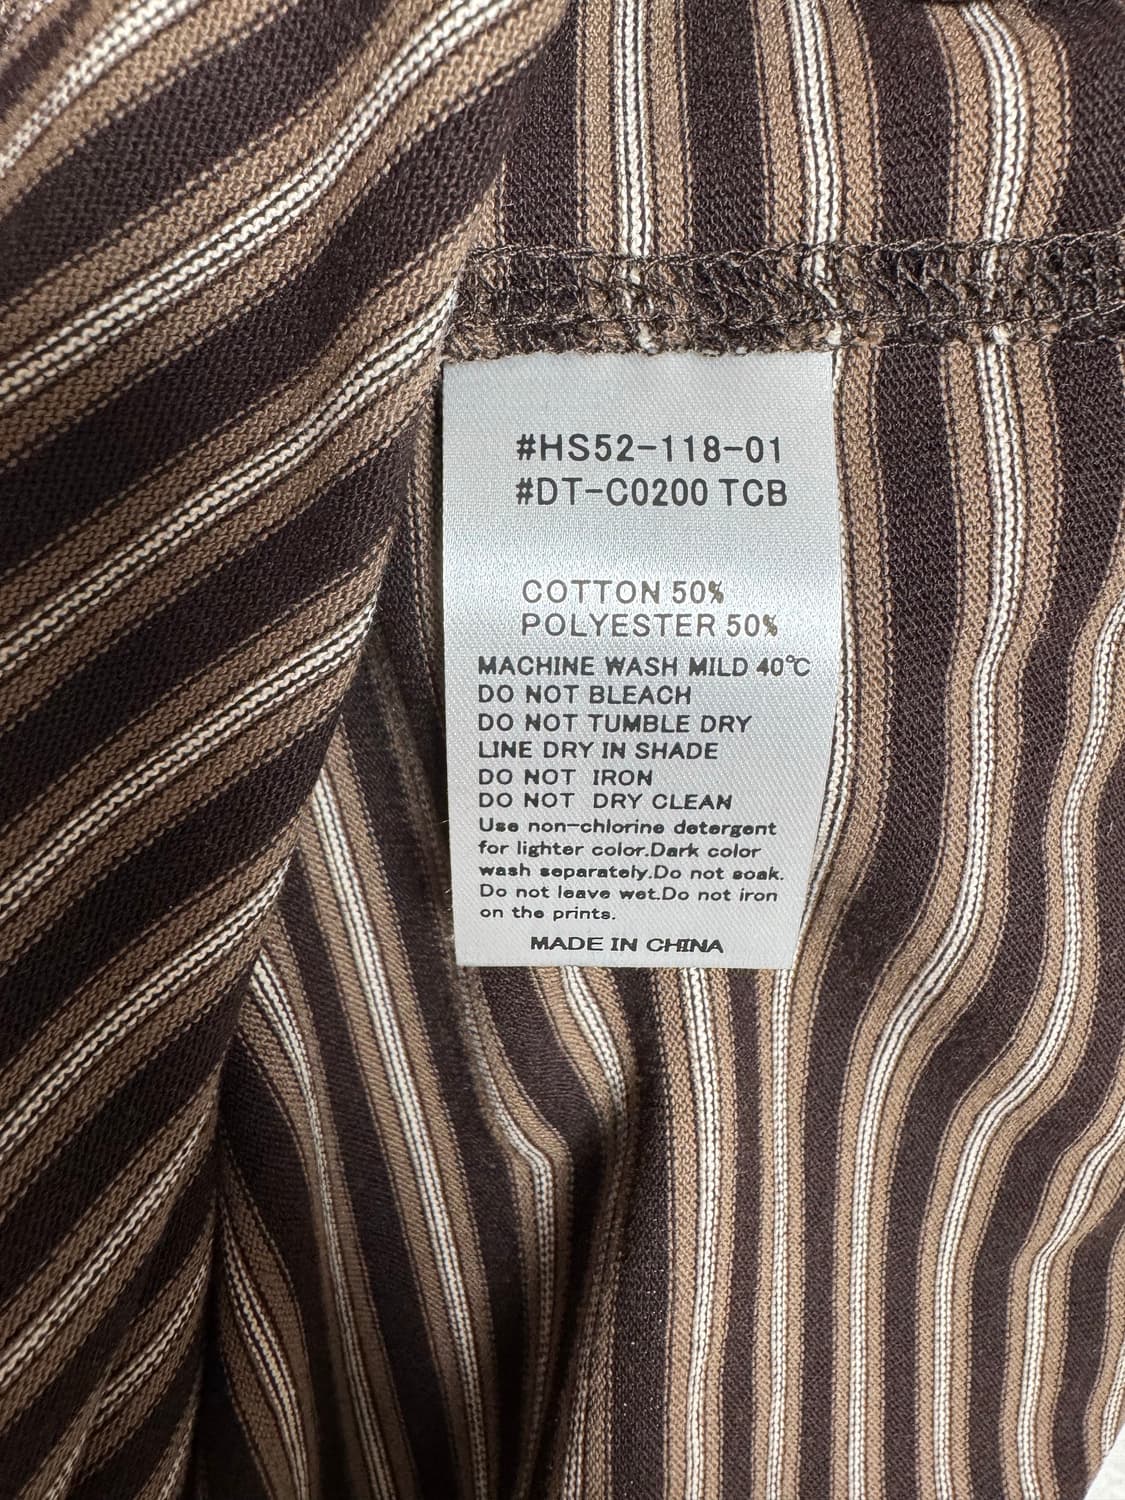 #HS52-118-01
#DT-C0200 TCB
COTTON 50%
POLYESTER 50%
MACHINE WASH MILD 40℃
DO NOT BLEACH
DO NOT TUMBLE DRY
LINE DRY IN SHADE
DO NOT IRON
DO NOT DRY CLEAN
Use non-chlorine detergent
for lighter color.Dark color
wash separately.Do not soak.
Do not leave wet.Do not iron
on the prints.
MADE IN CHINA